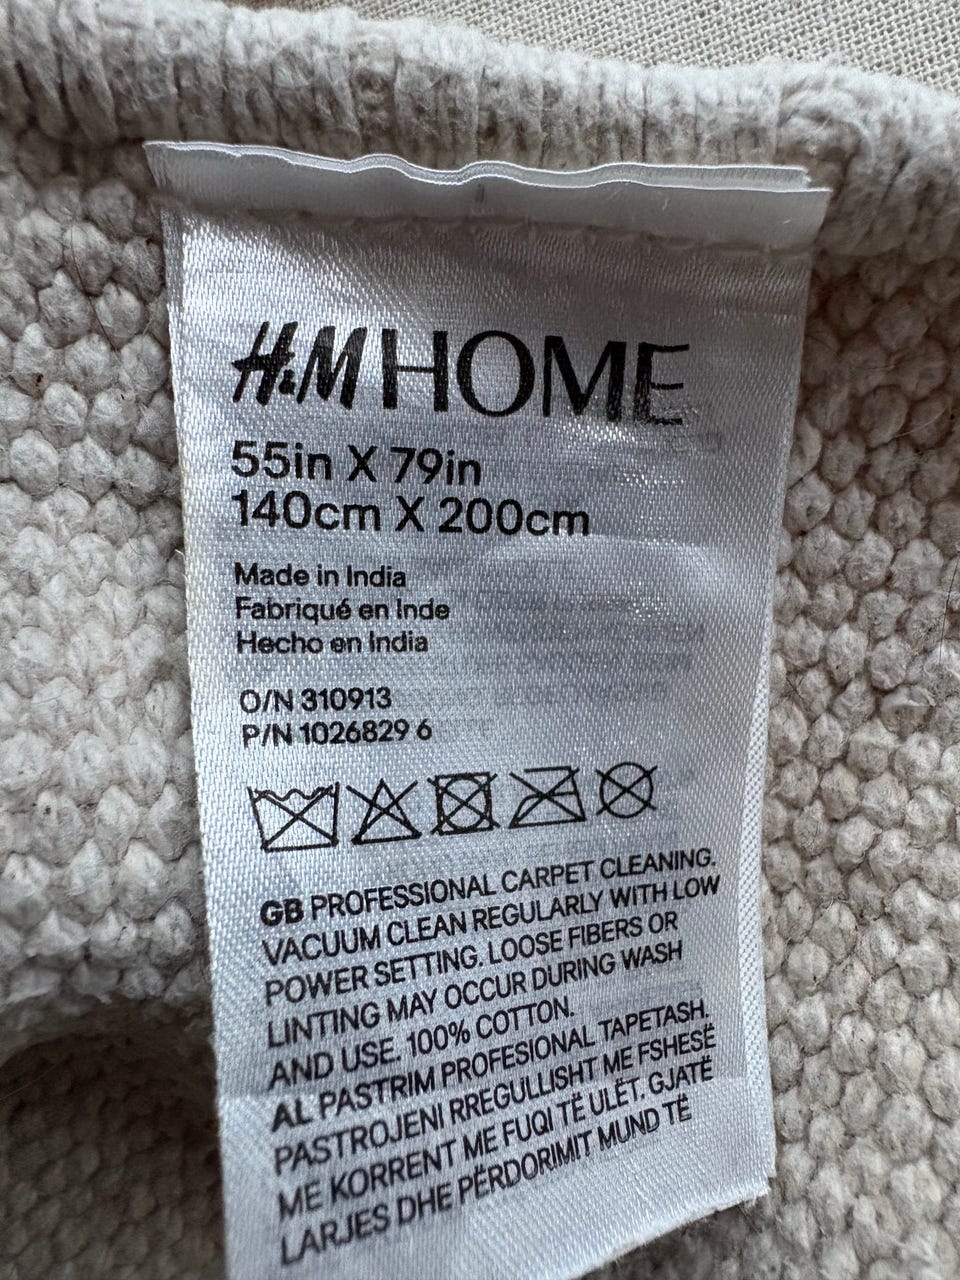 H&M HOME
55in X 79in
140cm X 200cm
Made in India
Fabriqué en Inde
Hecho en India
O/N 310913
P/N 1026829 6
GB PROFESSIONAL CARPET CLEANING.
VACUUM CLEAN REGULARLY WITH LOW
POWER SETTING. LOOSE FIBERS OR
LINTING MAY OCCUR DURING WASH
AND USE. 100% COTTON.
AL PASTRIM PROFESIONAL TAPETASH.
PASTROJENI RREGULLISHT ME FSHESË
ME KORRENT ME FUQI TË ULËT. GJATË
LARJES DHE PËRDORIMIT MUND TË